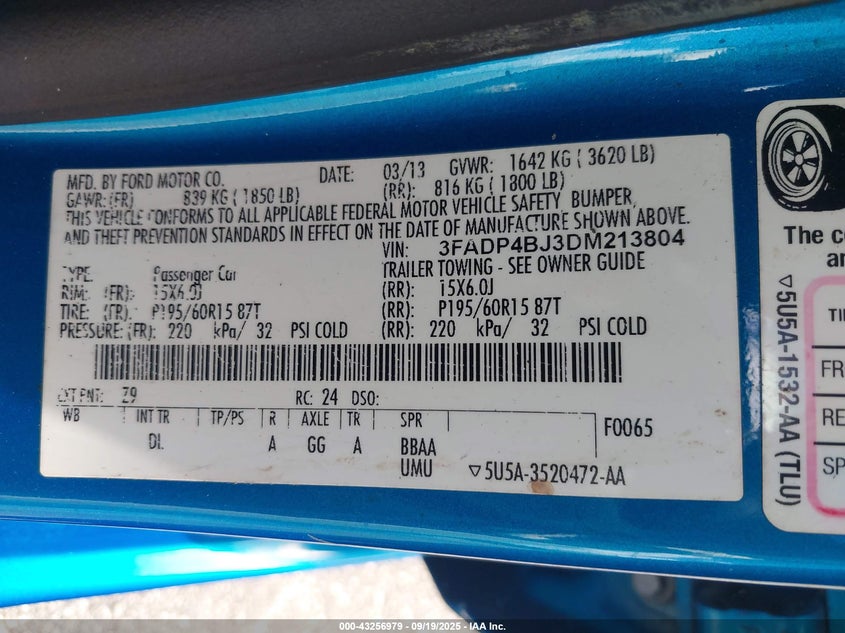 MFD. BY FORD MOTOR CO. DATE: 03/13 GVWR: 1642 KG ( 3620 LB)
GAWR:(FR) 839 KG ( 1850 LB) (RR): 816 KG ( 1800 LB)
THIS VEHICLE CONFORMS TO ALL APPLICABLE FEDERAL MOTOR VEHICLE SAFETY BUMPER,
AND THEFT PREVENTION STANDARDS IN EFFECT ON THE DATE OF MANUFACTURE SHOWN ABOVE.
VIN: 3FADP4BJ3DM213804
TYPE: Passenger Car TRAILER TOWING - SEE OWNER GUIDE
RIM: (FR): 15X6.0J (RR): 15X6.0J
TIRE: (FR): P195/60R15 87T (RR): P195/60R15 87T
PRESSURE: (FR): 220 kPa/ 32 PSI COLD (RR): 220 kPa/ 32 PSI COLD
EXT PNT: Z9 RC: 24 DSO:
WB INT TR TP/PS R AXLE TR SPR
DL A GG A BBAA
UMU
F0065
▽5U5A-3520472-AA
The co
an
TI
FR
RE
SP
▽5U5A-1532-AA (TLU)
000-43256979 - 09/19/2025 - IAA Inc.